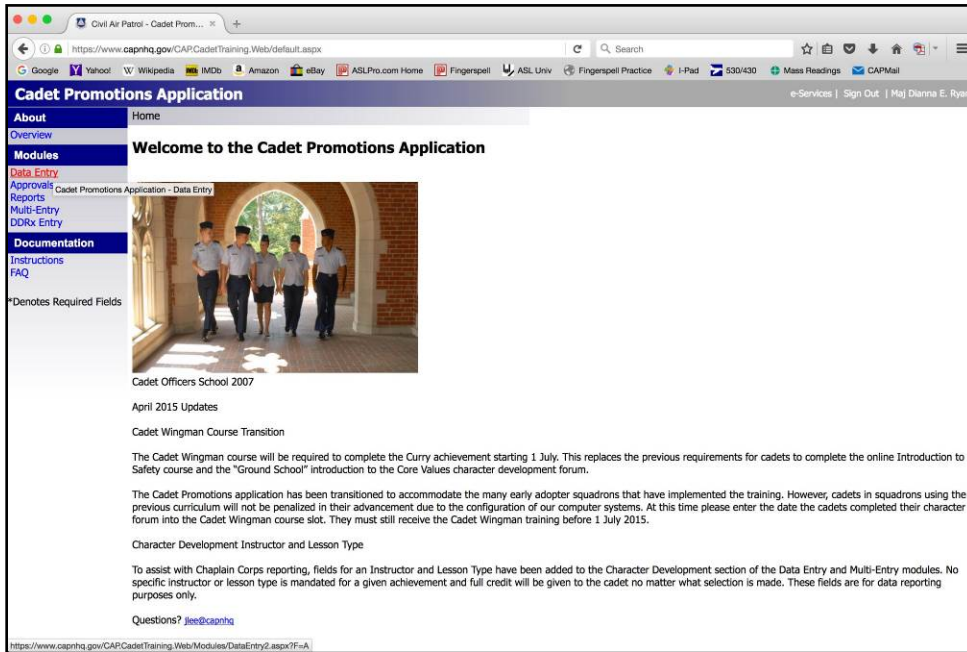 Civil Air Patrol - Cadet Prom...
https://www.capnhq.gov/CAP.CadetTraining.Web/default.aspx
Search
Google Yahoo! Wikipedia IMDb Amazon eBay ASLPro.com Home Fingerspell ASL Univ Fingerspell Practice I-Pad 530/430 Mass Readings CAPMail
Cadet Promotions Application
e-Services | Sign Out | Maj Dianna E. Ryan
About
Overview
Modules
Data Entry
Cadet Promotions Application - Data Entry
Approvals
Reports
Multi-Entry
DDRx Entry
Documentation
Instructions
FAQ
*Denotes Required Fields
Home
Welcome to the Cadet Promotions Application
Cadet Officers School 2007
April 2015 Updates
Cadet Wingman Course Transition
The Cadet Wingman course will be required to complete the Curry achievement starting 1 July. This replaces the previous requirements for cadets to complete the online Introduction to
Safety course and the "Ground School" introduction to the Core Values character development forum.
The Cadet Promotions application has been transitioned to accommodate the many early adopter squadrons that have implemented the training. However, cadets in squadrons using the
previous curriculum will not be penalized in their advancement due to the configuration of our computer systems. At this time please enter the date the cadets completed their character
forum into the Cadet Wingman course slot. They must still receive the Cadet Wingman training before 1 July 2015.
Character Development Instructor and Lesson Type
To assist with Chaplain Corps reporting, fields for an Instructor and Lesson Type have been added to the Character Development section of the Data Entry and Multi-Entry modules. No
specific instructor or lesson type is mandated for a given achievement and full credit will be given to the cadet no matter what selection is made. These fields are for data reporting
purposes only.
Questions? jlee@capnhq
https://www.capnhq.gov/CAP.CadetTraining.Web/Modules/DataEntry2.aspx?F=A